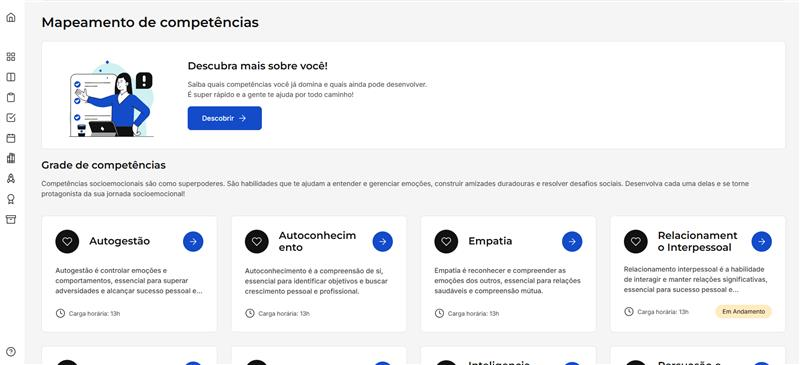 Mapeamento de competências
Descubra mais sobre você!
Saiba quais competências você já domina e quais ainda pode desenvolver.
É super rápido e a gente te ajuda por todo caminho!
Descobrir
Grade de competências
Competências socioemocionais são como superpoderes. São habilidades que te ajudam a entender e gerenciar emoções, construir amizades duradouras e resolver desafios sociais. Desenvolva cada uma delas e se torne
protagonista da sua jornada socioemocional!
Autogestão
Autogestão é controlar emoções e
comportamentos, essencial para superar
adversidades e alcançar sucesso pessoal e...
Carga horária: 13h
Autoconhecim
ento
Autoconhecimento é a compreensão de si,
essencial para identificar objetivos e buscar
crescimento pessoal e profissional.
Carga horária: 13h
Empatia
Empatia é reconhecer e compreender as
emoções dos outros, essencial para relações
saudáveis e compreensão mútua.
Carga horária: 13h
Relacionament
o Interpessoal
Relacionamento interpessoal é a habilidade
de interagir e manter relações significativas,
essencial para sucesso pessoal e...
Carga horária: 13h
Em Andamento